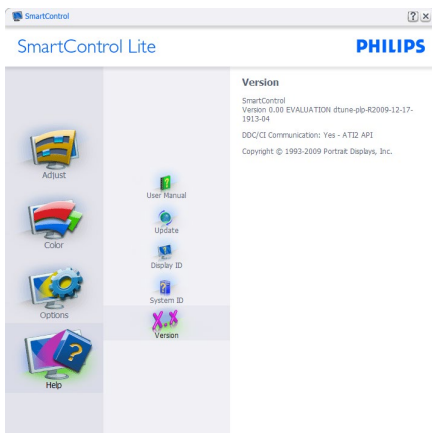 SmartControl
SmartControl Lite
PHILIPS
Adjust
Color
Options
Help
User Manual
Update
Display ID
System ID
X.x
Version
Version
SmartControl
Version 0.00 EVALUATION dtune-plp-R2009-12-17-
1913-04
DDC/CI Communication: Yes - ATI2 API
Copyright © 1993-2009 Portrait Displays, Inc.